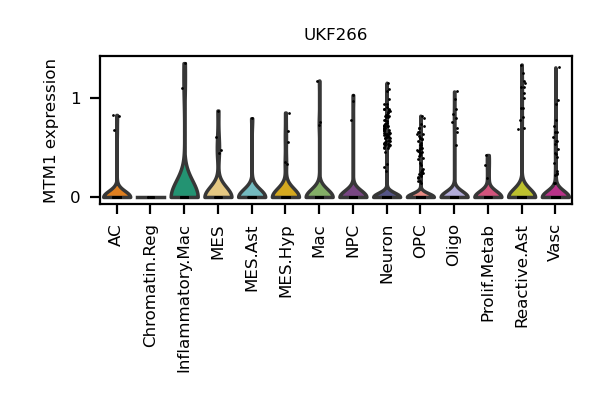 UKF266
MTM1 expression
1
0
AC
Chromatin.Reg
Inflammatory.Mac
MES
MES.Ast
MES.Hyp
Mac
NPC
Neuron
OPC
Oligo
Prolif.Metab
Reactive.Ast
Vasc